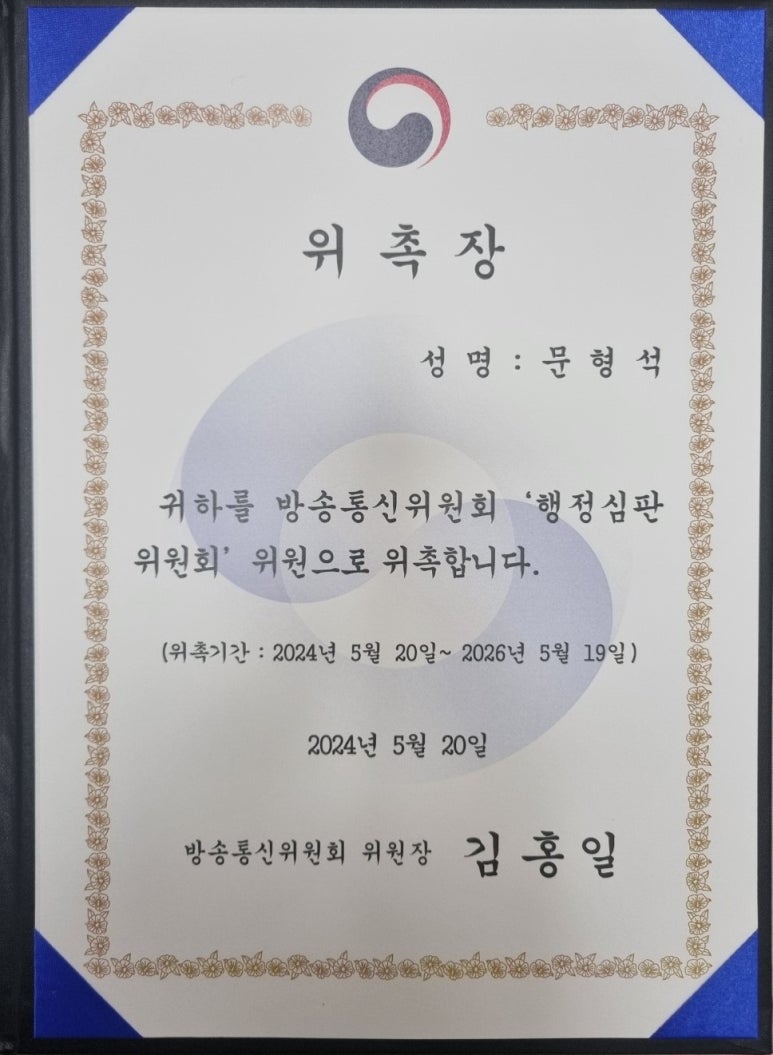 위 촉 장
성 명 : 문 형 석
귀하를 방송통신위원회 ‘행정심판
위원회’ 위원으로 위촉합니다.
(위촉기간 : 2024년 5월 20일~ 2026년 5월 19일)
2024년 5월 20일
방송통신위원회 위원장 김 홍 일